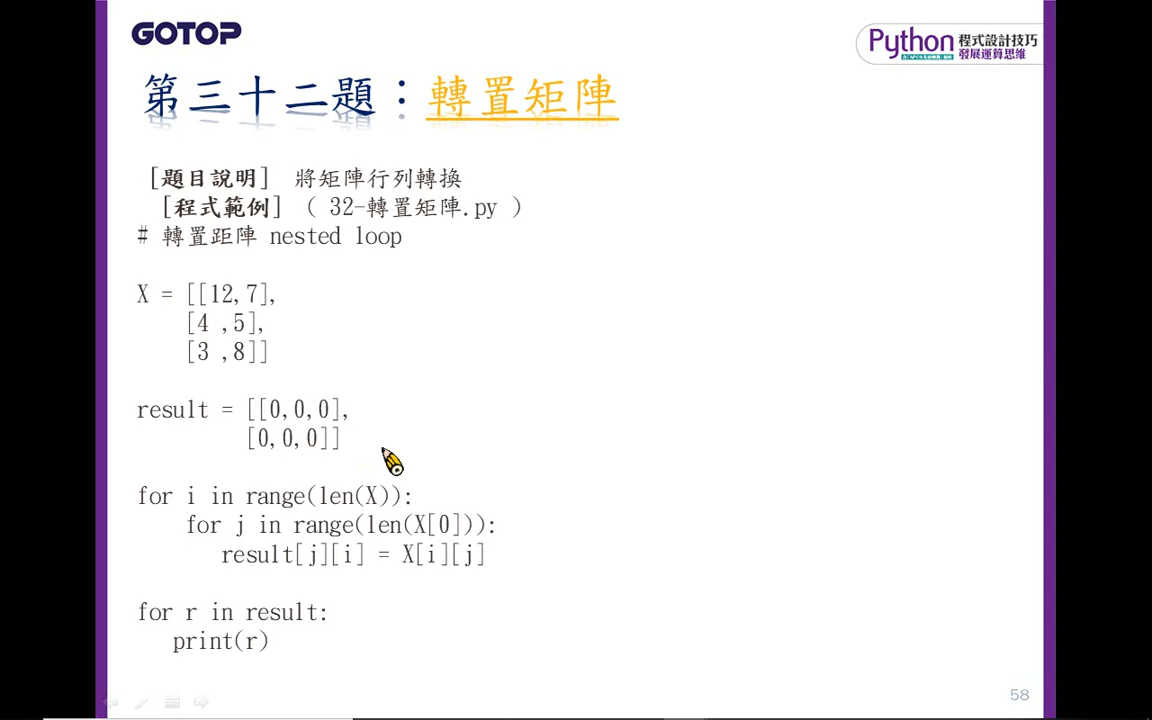 GOTOP
Python 程式設計技巧
發展運算思維
第三十二題：轉置矩陣
[題目說明] 將矩陣行列轉換
[程式範例] ( 32-轉置矩陣.py )
# 轉置距陣 nested loop
X = [[12,7],
[4 ,5],
[3 ,8]]
result = [[0,0,0],
[0,0,0]]
for i in range(len(X)):
for j in range(len(X[0])):
result[j][i] = X[i][j]
for r in result:
print(r)
58